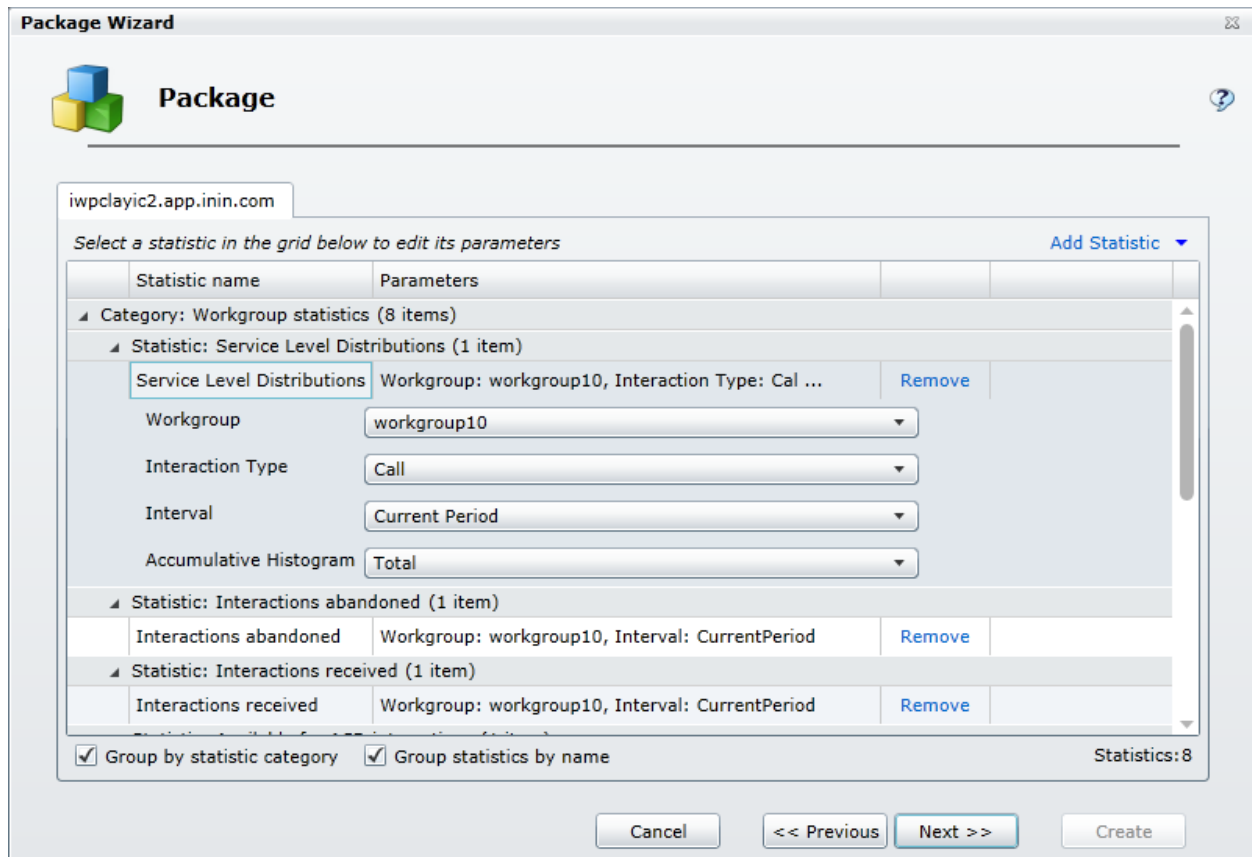 Package Wizard
Package
iwpclayic2.app.inin.com
Select a statistic in the grid below to edit its parameters Add Statistic
Statistic name Parameters
Category: Workgroup statistics (8 items)
Statistic: Service Level Distributions (1 item)
Service Level Distributions Workgroup: workgroup10, Interaction Type: Cal ... Remove
Workgroup workgroup10
Interaction Type Call
Interval Current Period
Accumulative Histogram Total
Statistic: Interactions abandoned (1 item)
Interactions abandoned Workgroup: workgroup10, Interval: CurrentPeriod Remove
Statistic: Interactions received (1 item)
Interactions received Workgroup: workgroup10, Interval: CurrentPeriod Remove
Group by statistic category Group statistics by name Statistics:8
Cancel << Previous Next >> Create